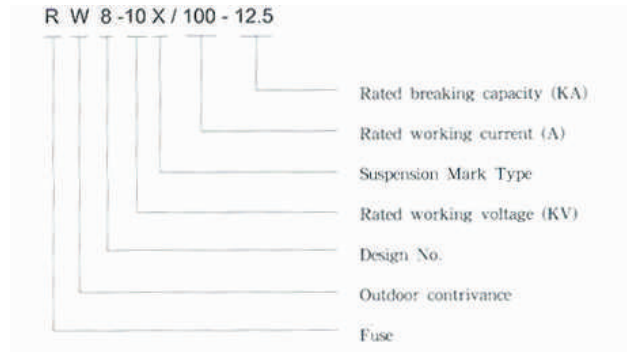 R W 8 -10 X / 100 - 12.5
Rated breaking capacity (KA)
Rated working current (A)
Suspension Mark Type
Rated working voltage (KV)
Design No.
Outdoor contrivance
Fuse